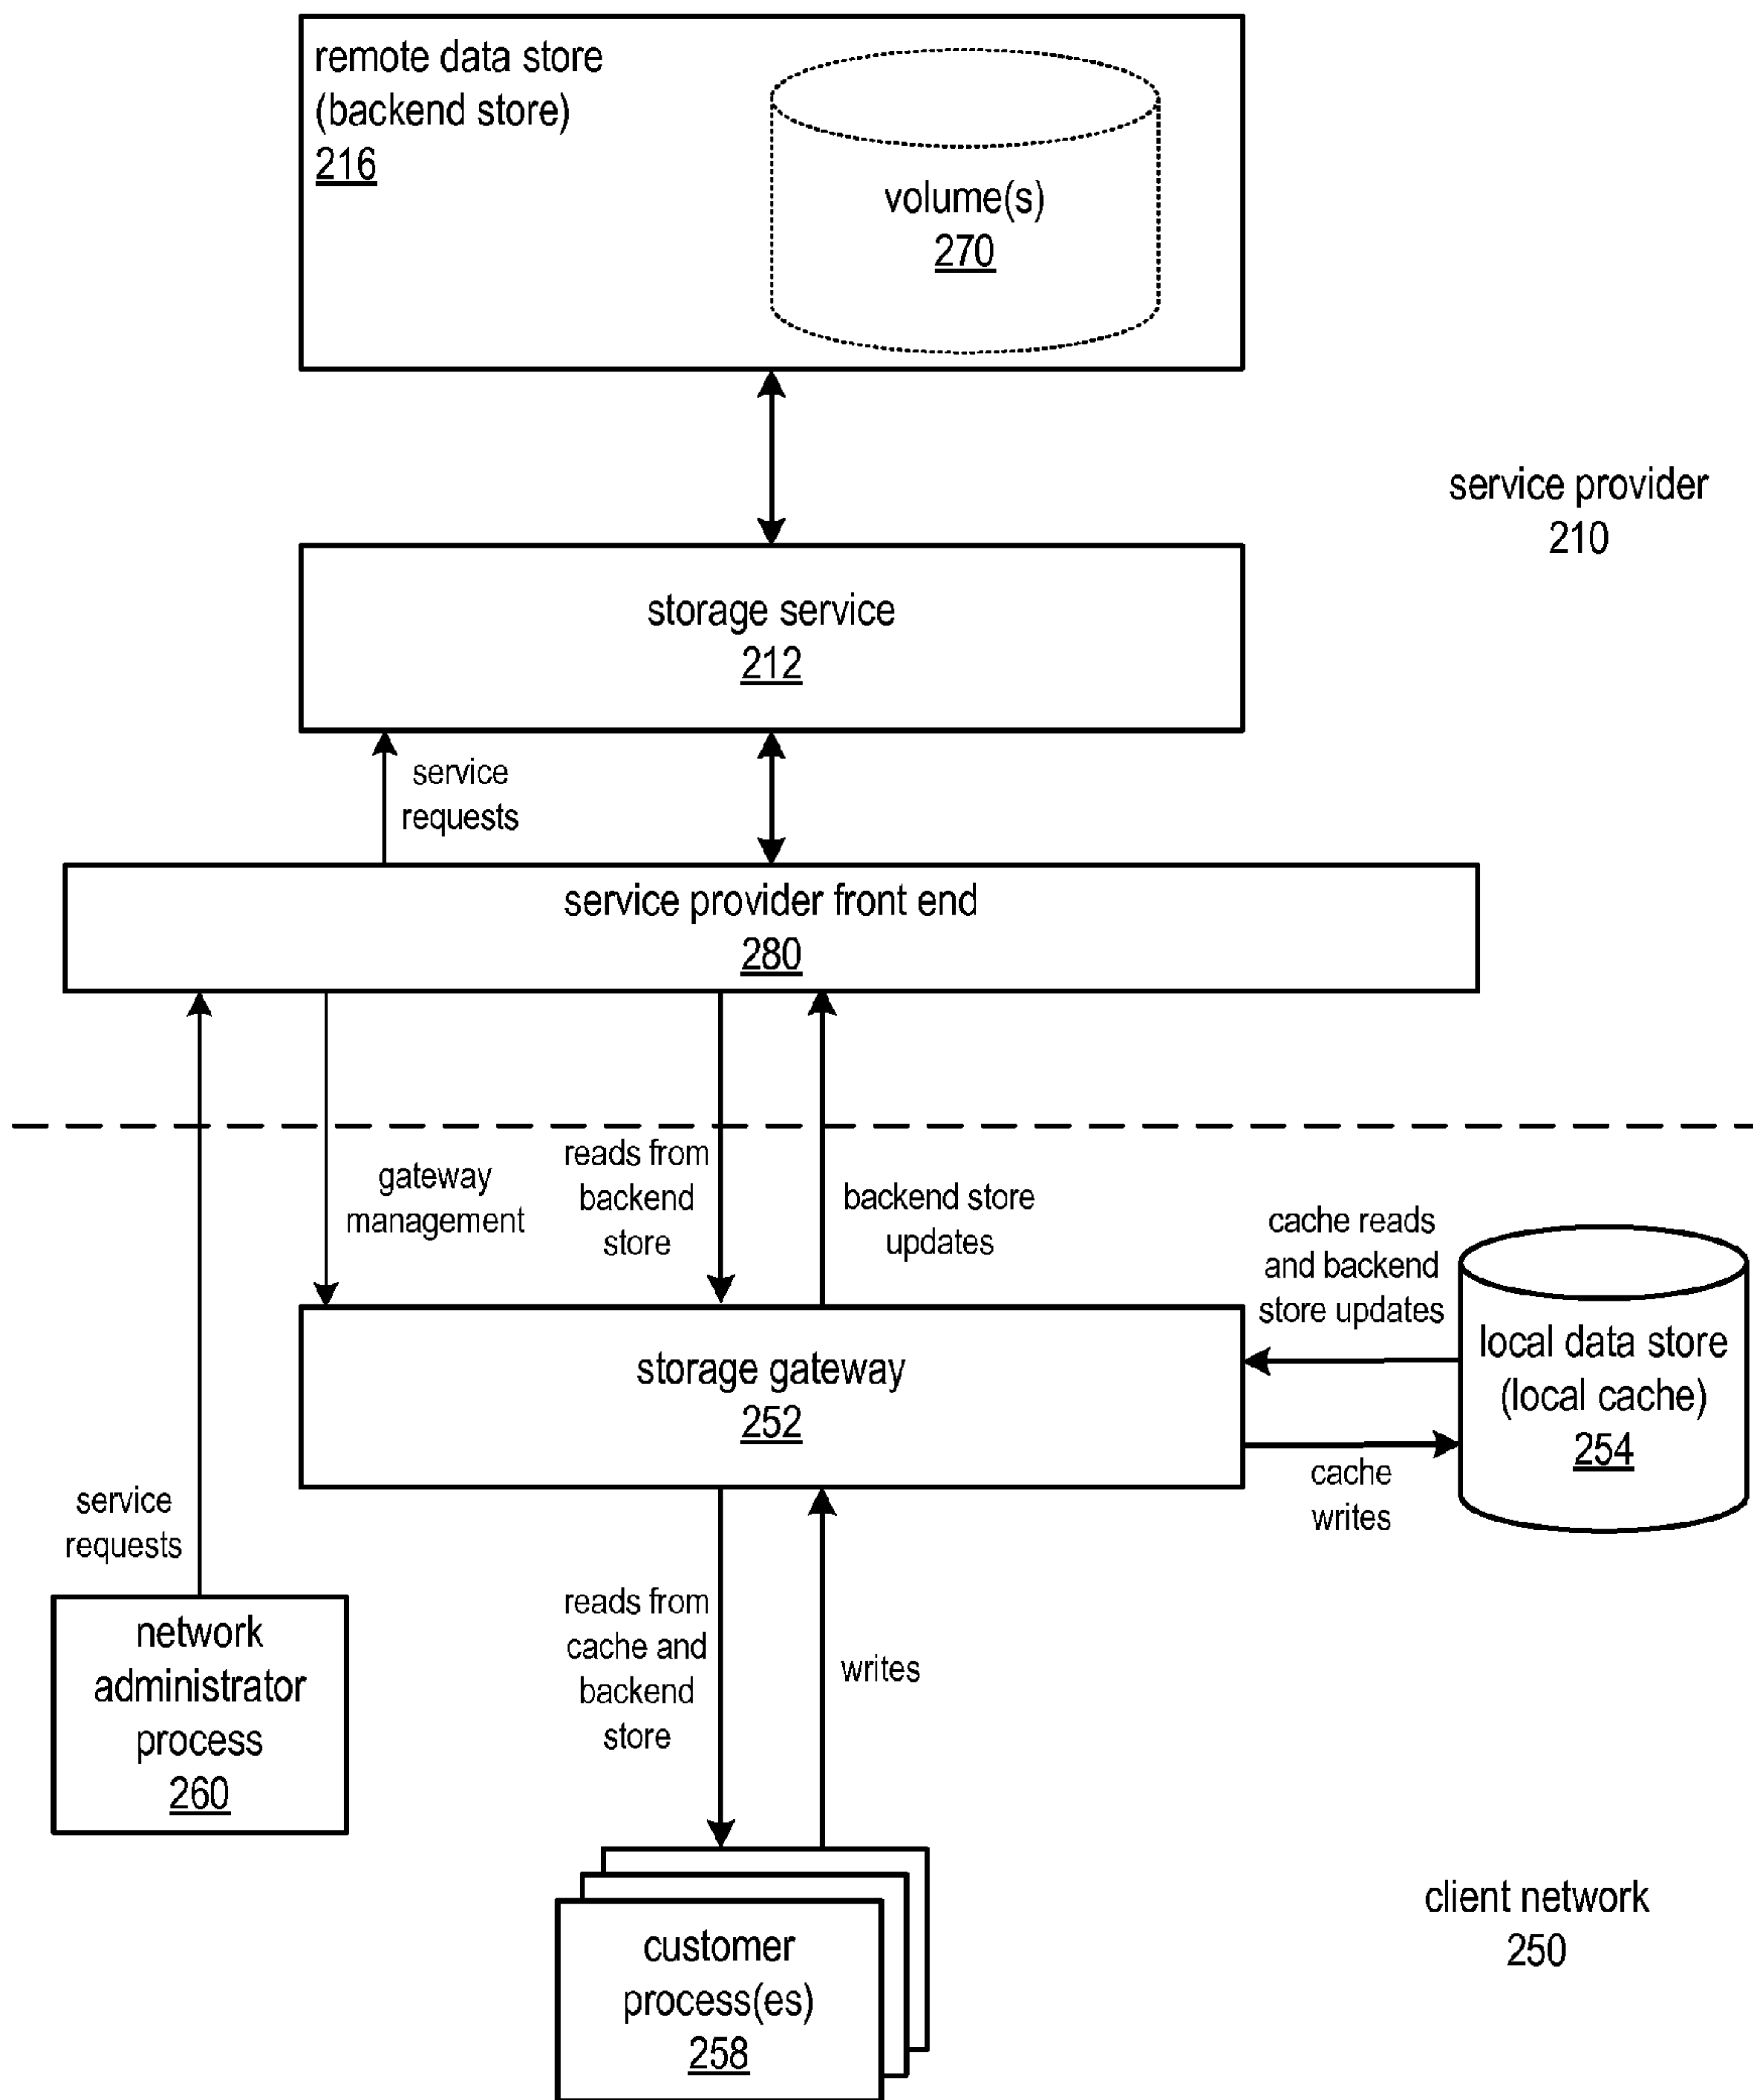 remote data store
(backend store)
216
volume(s)
270
service provider
210
storage service
212
service
requests
service provider front end
280
gateway
management
reads from
backend
store
backend store
updates
cache reads
and backend
store updates
local data store
(local cache)
254
storage gateway
252
cache
writes
service
requests
network
administrator
process
260
reads from
cache and
backend
store
writes
customer
process(es)
258
client network
250